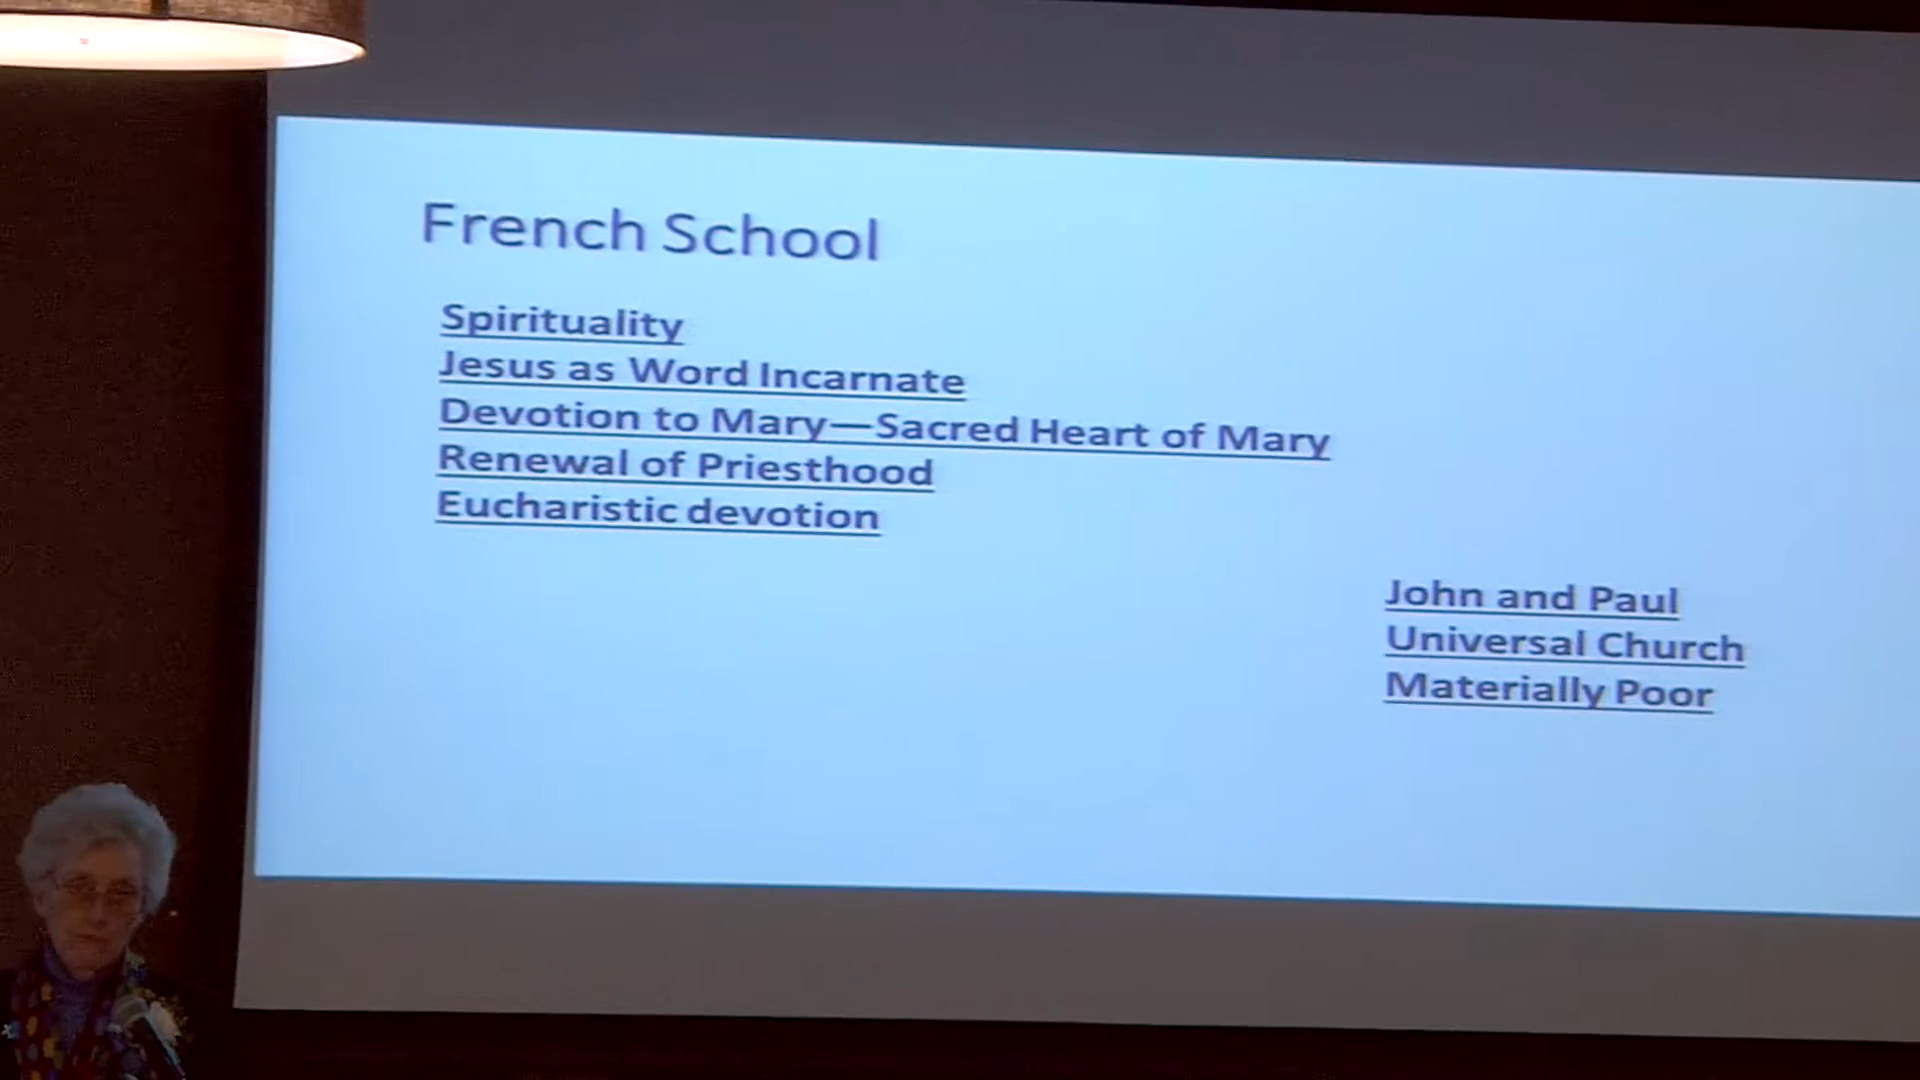 French School
Spirituality
Jesus as Word Incarnate
Devotion to Mary—Sacred Heart of Mary
Renewal of Priesthood
Eucharistic devotion
John and Paul
Universal Church
Materially Poor